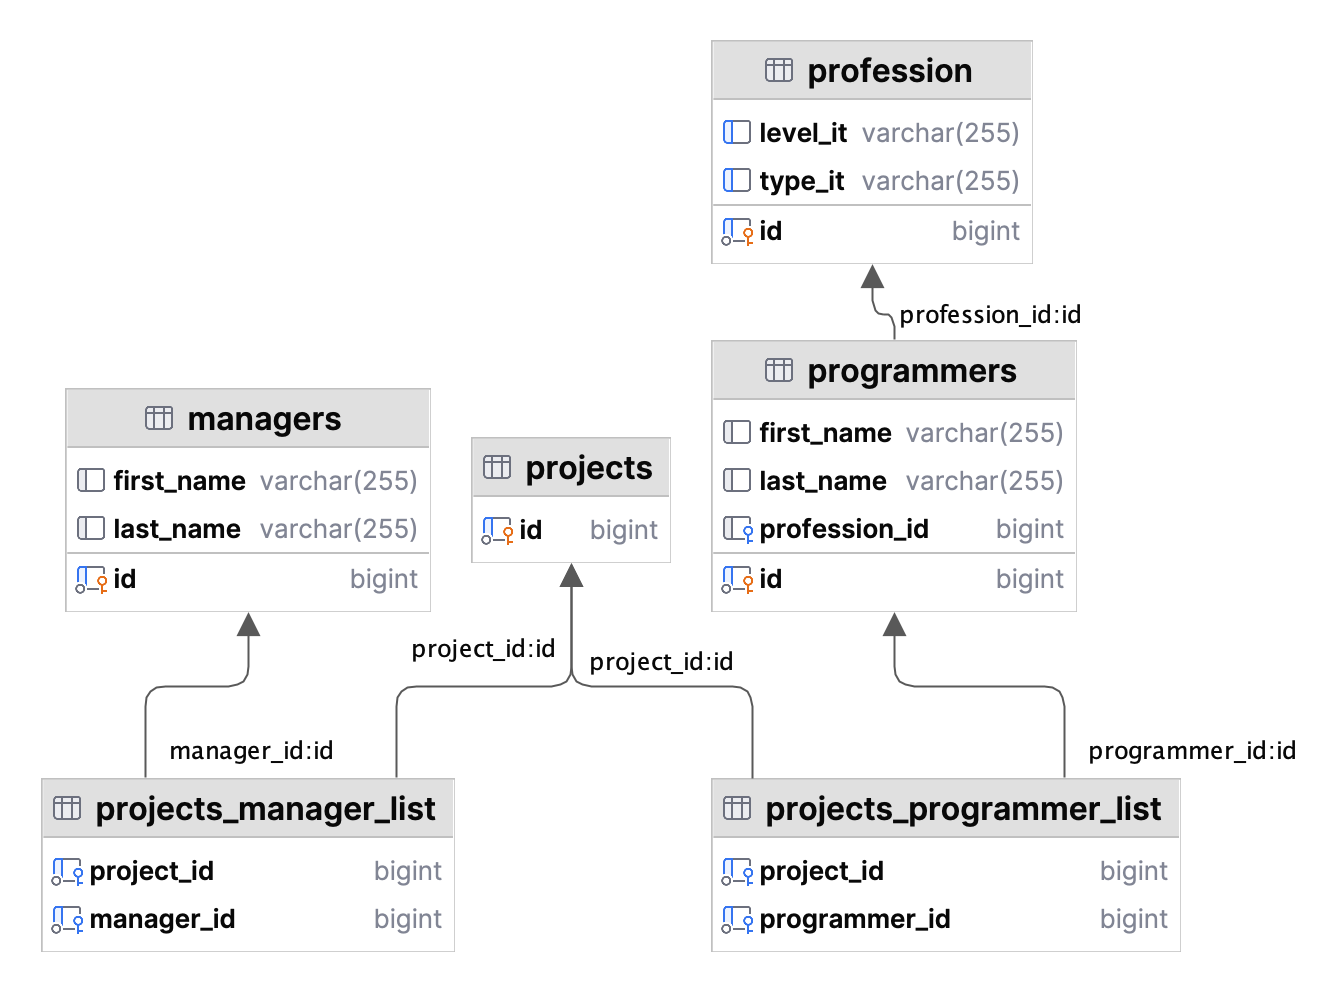 profession
level_it varchar(255)
type_it varchar(255)
id bigint
profession_id:id
programmers
first_name varchar(255)
last_name varchar(255)
profession_id bigint
id bigint
managers
first_name varchar(255)
last_name varchar(255)
id bigint
projects
id bigint
project_id:id
project_id:id
manager_id:id
programmer_id:id
projects_manager_list
project_id bigint
manager_id bigint
projects_programmer_list
project_id bigint
programmer_id bigint